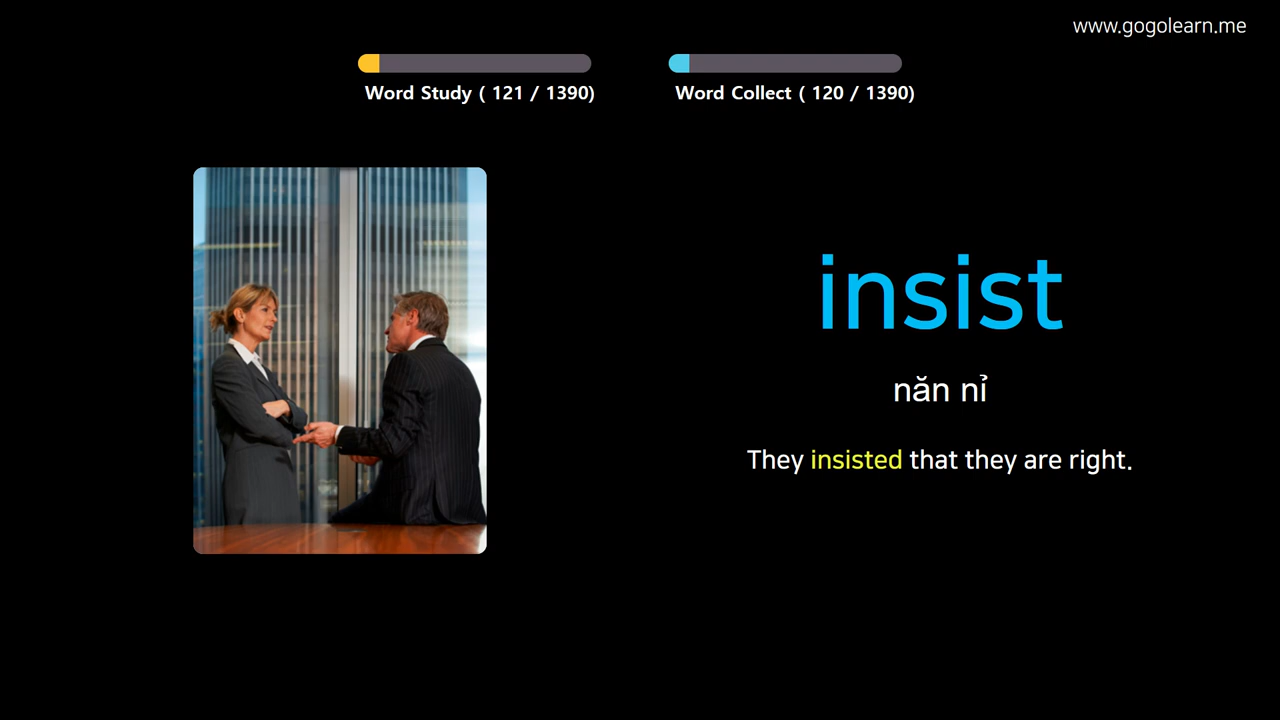 www.gogolearn.me
Word Study ( 121 / 1390)
Word Collect ( 120 / 1390)
insist
năn nỉ
They insisted that they are right.